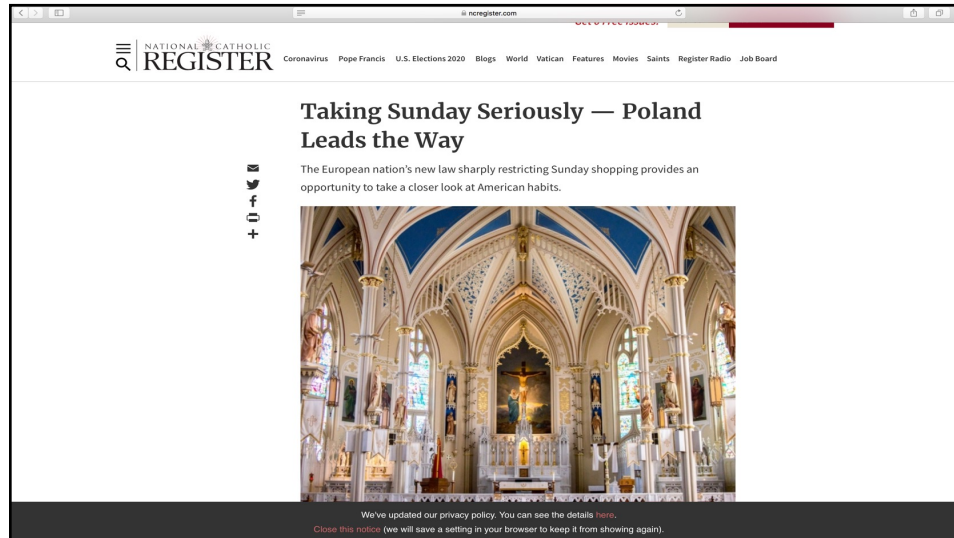 ncregister.com
NATIONAL CATHOLIC
REGISTER
Coronavirus Pope Francis U.S. Elections 2020 Blogs World Vatican Features Movies Saints Register Radio Job Board
Taking Sunday Seriously — Poland
Leads the Way
The European nation's new law sharply restricting Sunday shopping provides an
opportunity to take a closer look at American habits.
We've updated our privacy policy. You can see the details here.
Close this notice (we will save a setting in your browser to keep it from showing again).